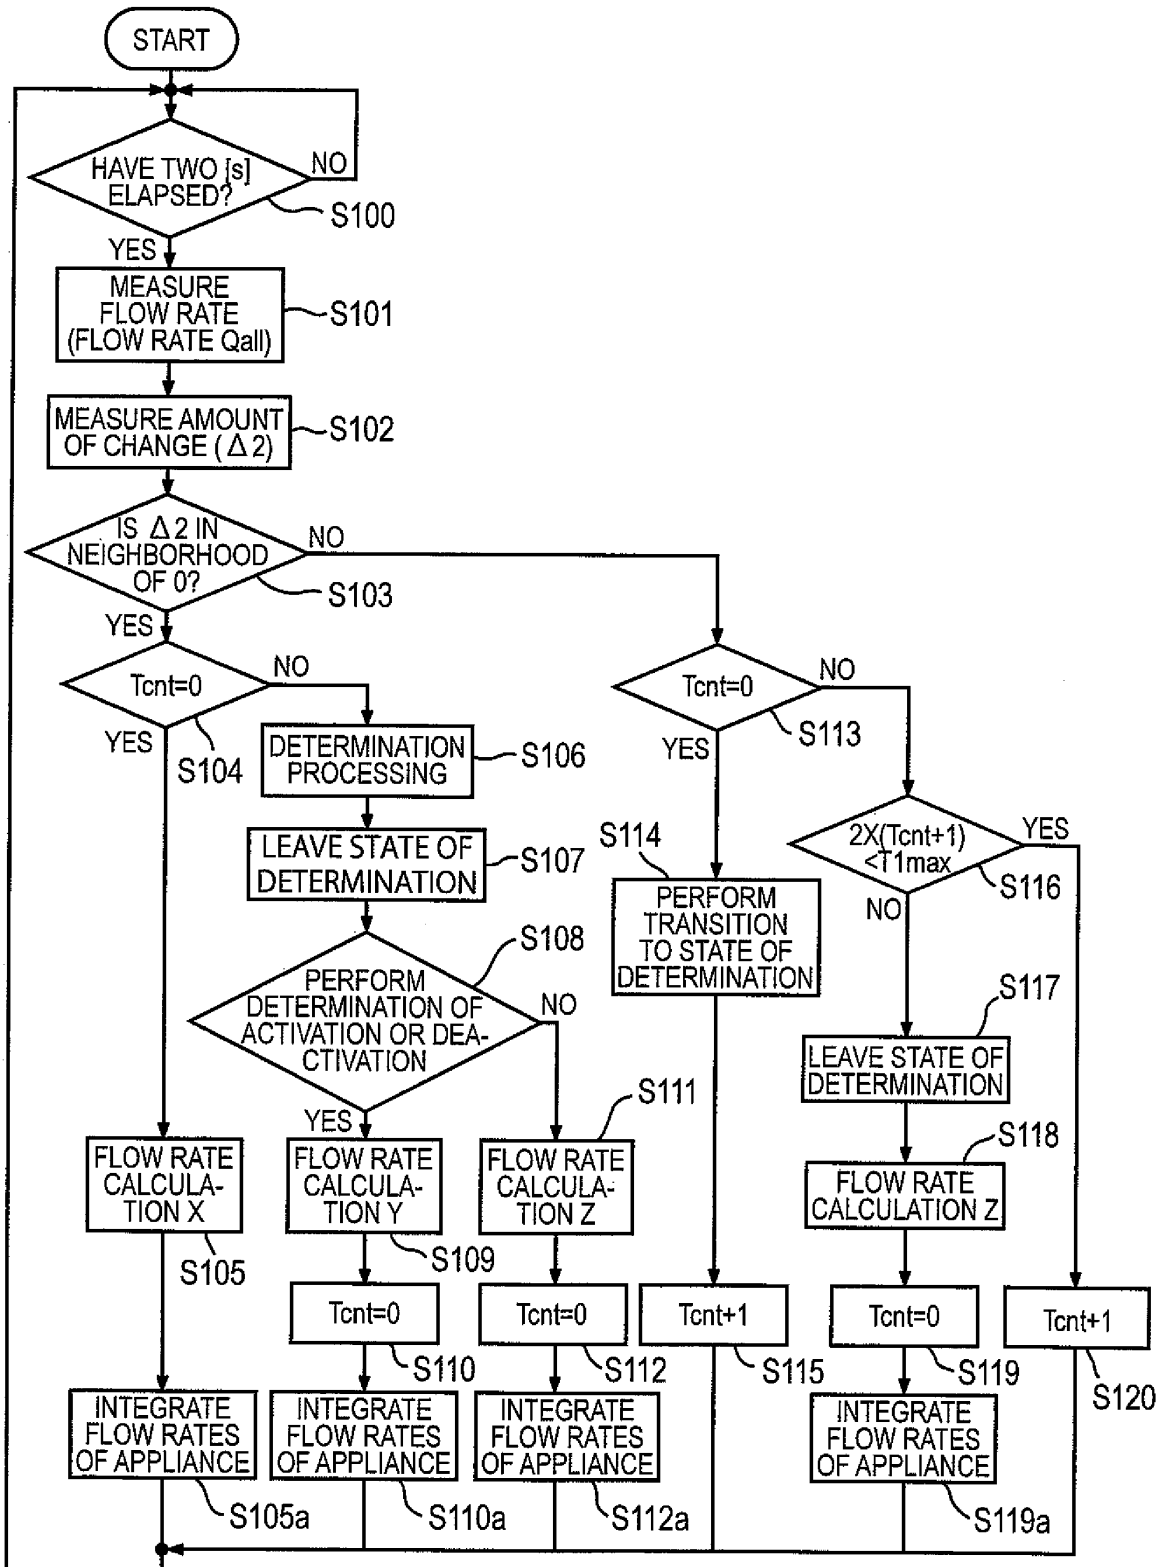 START
HAVE TWO [s]
ELAPSED?
NO
S100
YES
MEASURE
FLOW RATE
(FLOW RATE Qall)
S101
MEASURE AMOUNT
OF CHANGE (Δ2)
S102
IS Δ2 IN
NEIGHBORHOOD
OF 0?
NO
S103
YES
Tcnt=0
NO
YES
S104
DETERMINATION
PROCESSING
S106
LEAVE STATE OF
DETERMINATION
S107
S108
PERFORM
DETERMINATION OF
ACTIVATION OR DEA-
CTIVATION
NO
YES
Tcnt=0
NO
S113
YES
S114
PERFORM
TRANSITION
TO STATE OF
DETERMINATION
2X(Tcnt+1)
<T1max
YES
S116
NO
S117
LEAVE STATE OF
DETERMINATION
S118
FLOW RATE
CALCULATION Z
FLOW RATE
CALCULA-
TION X
S105
FLOW RATE
CALCULA-
TION Y
S109
S111
FLOW RATE
CALCULA-
TION Z
Tcnt=0
S110
Tcnt=0
S112
Tcnt+1
S115
Tcnt=0
S119
Tcnt+1
S120
INTEGRATE
FLOW RATES
OF APPLIANCE
S105a
INTEGRATE
FLOW RATES
OF APPLIANCE
S110a
INTEGRATE
FLOW RATES
OF APPLIANCE
S112a
INTEGRATE
FLOW RATES
OF APPLIANCE
S119a